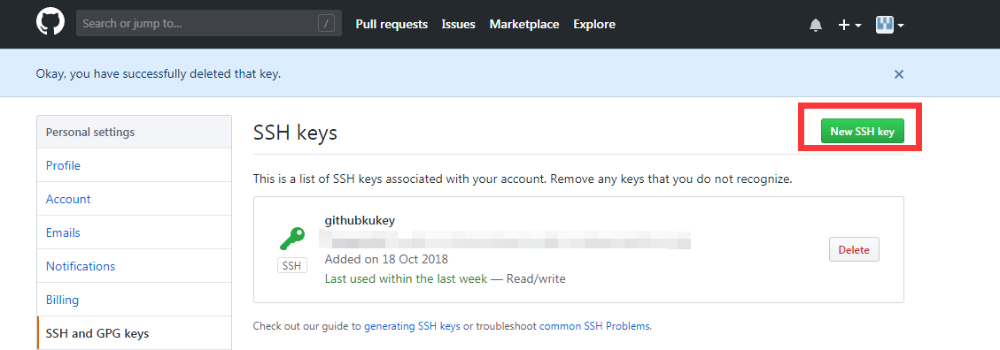 Search or jump to... / Pull requests Issues Marketplace Explore
Okay, you have successfully deleted that key.
Personal settings
Profile
Account
Emails
Notifications
Billing
SSH and GPG keys
SSH keys
New SSH key
This is a list of SSH keys associated with your account. Remove any keys that you do not recognize.
githubkukey
SSH
Added on 18 Oct 2018
Last used within the last week — Read/write
Delete
Check out our guide to generating SSH keys or troubleshoot common SSH Problems.